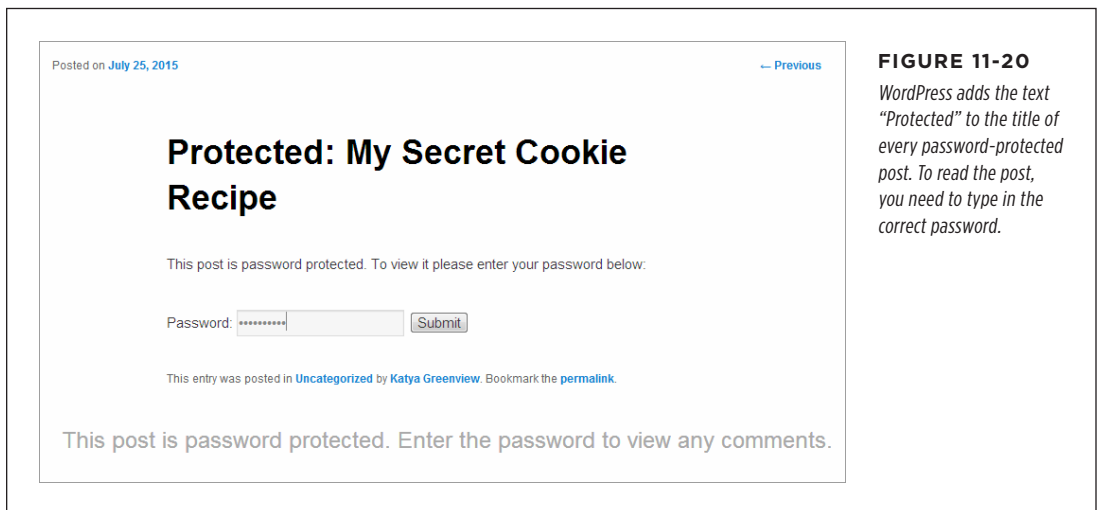 Posted on July 25, 2015
← Previous
Protected: My Secret Cookie
Recipe
This post is password protected. To view it please enter your password below:
Password: ••••••••••
Submit
This entry was posted in Uncategorized by Katya Greenview. Bookmark the permalink.
This post is password protected. Enter the password to view any comments.
FIGURE 11-20
WordPress adds the text
“Protected” to the title of
every password-protected
post. To read the post,
you need to type in the
correct password.